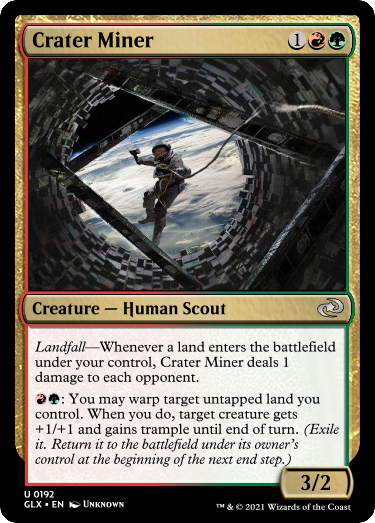 Crater Miner 1
Creature — Human Scout
Landfall—Whenever a land enters the battlefield
under your control, Crater Miner deals 1
damage to each opponent.
: You may warp target untapped land you
control. When you do, target creature gets
+1/+1 and gains trample until end of turn. (Exile
it. Return it to the battlefield under its owner's
control at the beginning of the next end step.)
3/2
U 0192
GLX • EN Unknown
™ & © 2021 Wizards of the Coast